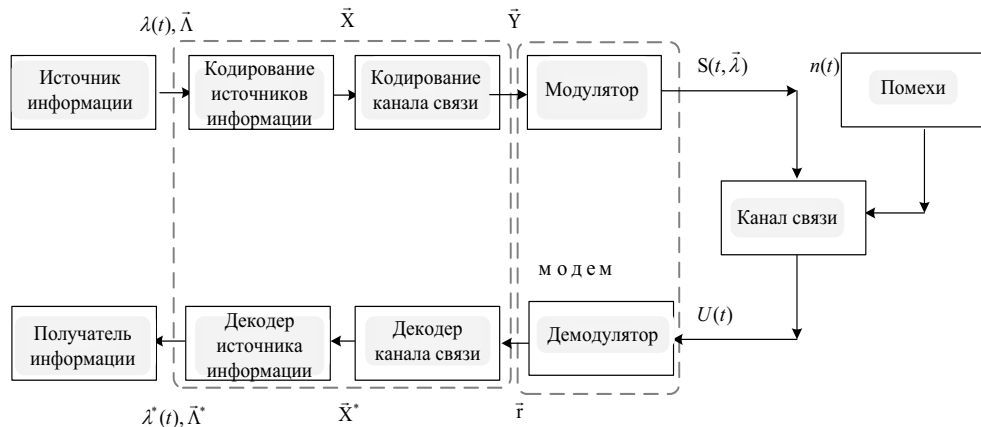 λ(t), Λ⃗
X⃗
Y⃗
Источник
информации
Кодирование
источников
информации
Кодирование
канала связи
Модулятор
S(t, λ⃗)
n(t)
Помехи
Канал связи
модем
U(t)
Получатель
информации
Декодер
источника
информации
Декодер
канала связи
Демодулятор
λ*(t), Λ⃗*
X⃗*
r⃗